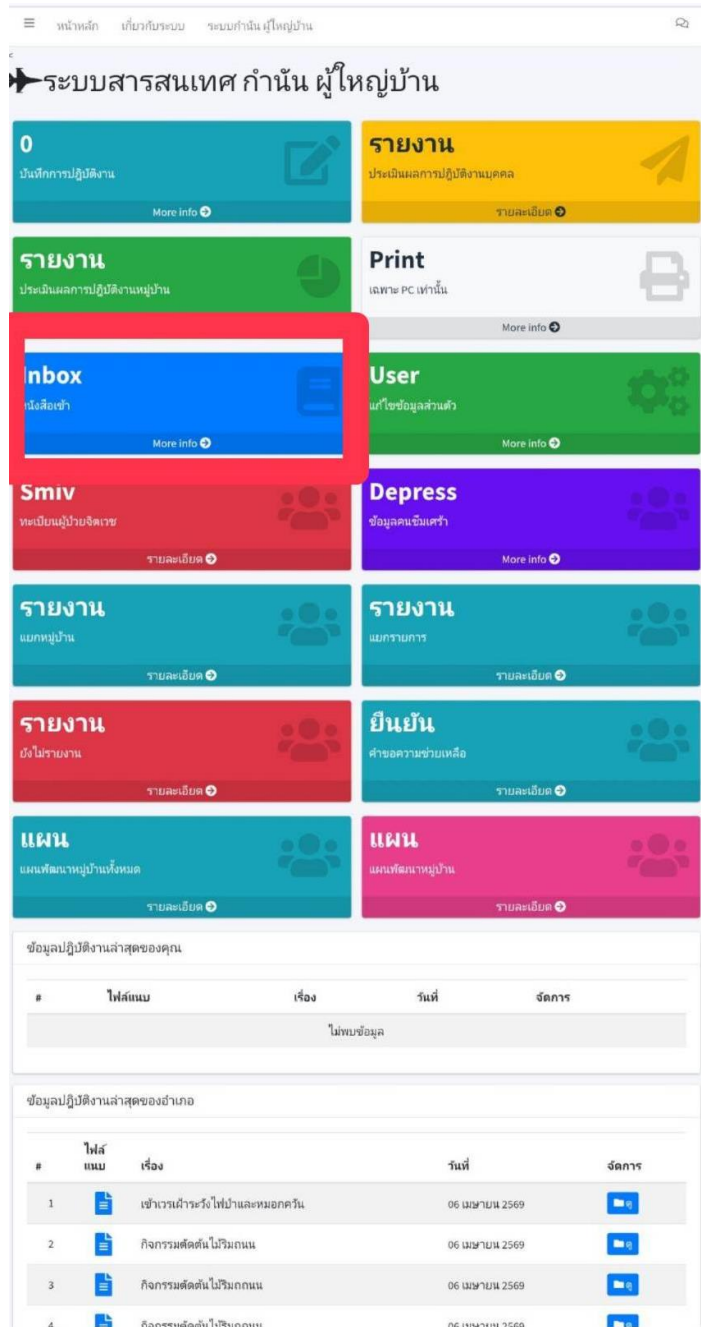 หน้าหลัก เกี่ยวกับระบบ ระบบกำนัน ผู้ใหญ่บ้าน
ระบบสารสนเทศ กำนัน ผู้ใหญ่บ้าน
0
บันทึกการปฏิบัติงาน
More info
รายงาน
ประเมินผลการปฏิบัติงานบุคคล
รายละเอียด
รายงาน
ประเมินผลการปฏิบัติงานหมู่บ้าน
Print
เฉพาะ PC เท่านั้น
More info
Inbox
หนังสือเข้า
More info
User
แก้ไขข้อมูลส่วนตัว
More info
Smiv
ทะเบียนผู้ป่วยจิตเวช
รายละเอียด
Depress
ข้อมูลคนซึมเศร้า
More info
รายงาน
แยกหมู่บ้าน
รายละเอียด
รายงาน
แยกรายการ
รายละเอียด
รายงาน
ยังไม่รายงาน
รายละเอียด
ยืนยัน
คำขอความช่วยเหลือ
รายละเอียด
แผน
แผนพัฒนาหมู่บ้านทั้งหมด
รายละเอียด
แผน
แผนพัฒนาหมู่บ้าน
รายละเอียด
ข้อมูลปฏิบัติงานล่าสุดของคุณ
# ไฟล์แนบ เรื่อง วันที่ จัดการ
ไม่พบข้อมูล
ข้อมูลปฏิบัติงานล่าสุดของอำเภอ
# ไฟล์แนบ เรื่อง วันที่ จัดการ
1 เข้าเวรเฝ้าระวังไฟป่าและหมอกควัน 06 เมษายน 2569 ดู
2 กิจกรรมตัดต้นไม้ริมถนน 06 เมษายน 2569 ดู
3 กิจกรรมตัดต้นไม้ริมถนน 06 เมษายน 2569 ดู
4 กิจกรรมตัดต้นไม้ริมถนน 06 เมษายน 2569 ดู